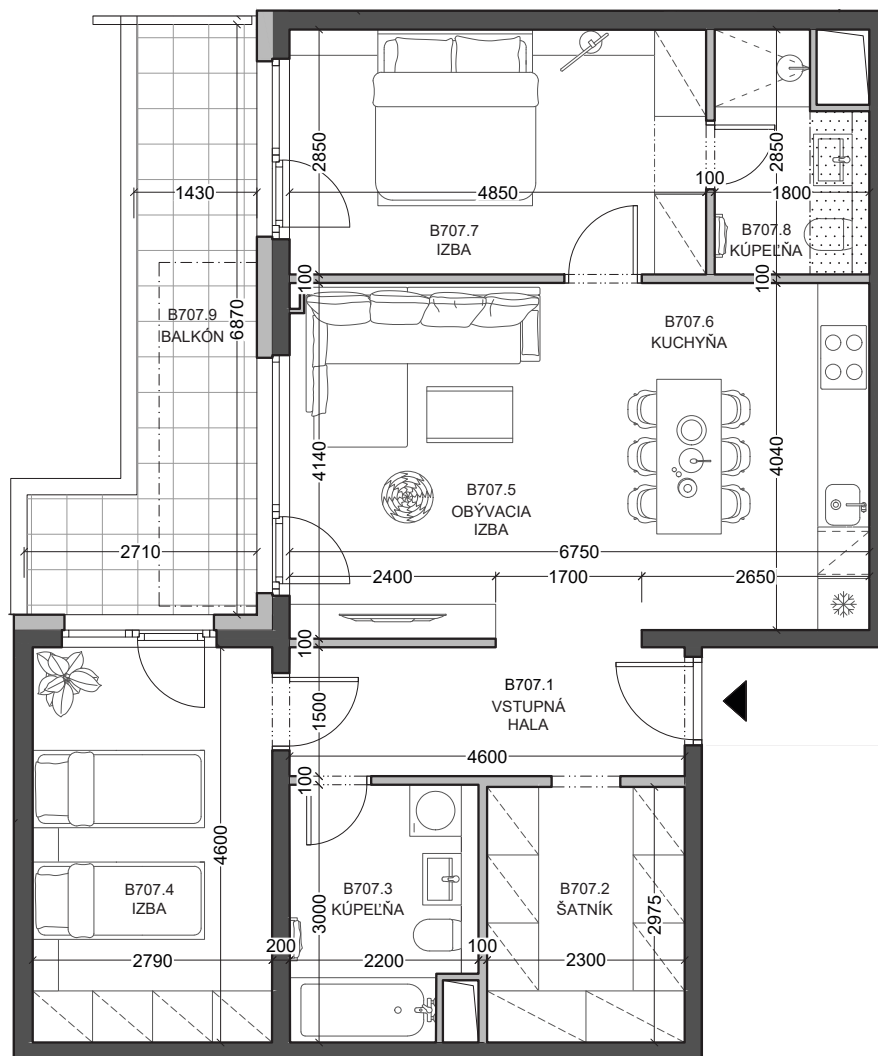 2850
1430
4850
100
2850
1800
B707.7
IZBA
B707.8
KÚPEĽŇA
100
100
B707.9
BALKÓN
6870
B707.6
KUCHYŇA
4140
4040
B707.5
OBÝVACIA
IZBA
2710
6750
2400
1700
2650
100
1500
B707.1
VSTUPNÁ
HALA
4600
100
4600
B707.4
IZBA
B707.3
KÚPEĽŇA
3000
B707.2
ŠATNÍK
2975
2790
200
2200
100
2300